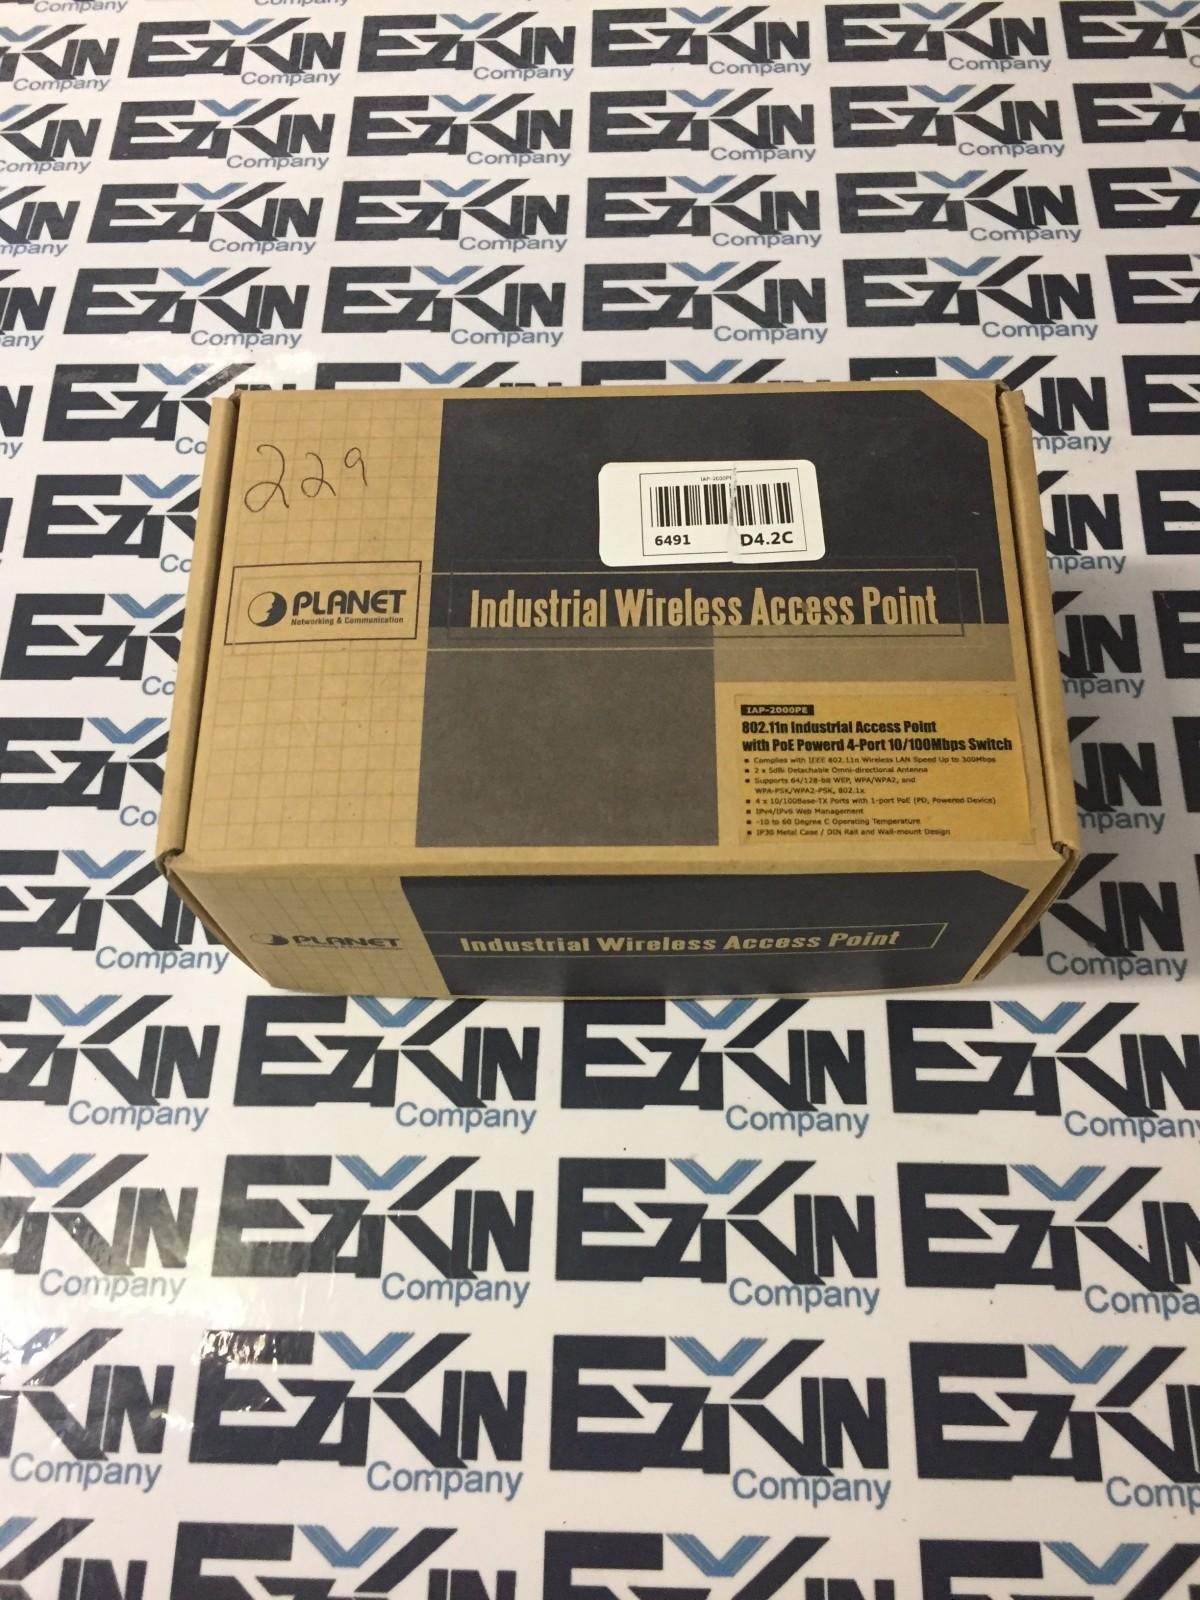 229
IAP-2000PE
6491 D4.2C
PLANET
Networking & Communication
Industrial Wireless Access Point
IAP-2000PE
802.11n Industrial Access Point
with PoE Powerd 4-Port 10/100Mbps Switch
Complies with IEEE 802.11n Wireless LAN Speed Up to 300Mbps
2 x 5dBi Detachable Omni-directional Antenna
Supports 64/128-bit WEP, WPA/WPA2, and
WPA-PSK/WPA2-PSK, 802.1x
4 x 10/100Base-TX Ports with 1-port PoE (PD, Powered Device)
IPv4/IPv6 Web Management
-10 to 60 Degree C Operating Temperature
IP30 Metal Case / DIN Rail and Wall-mount Design
PLANET
Networking & Communication
Industrial Wireless Access Point
Company